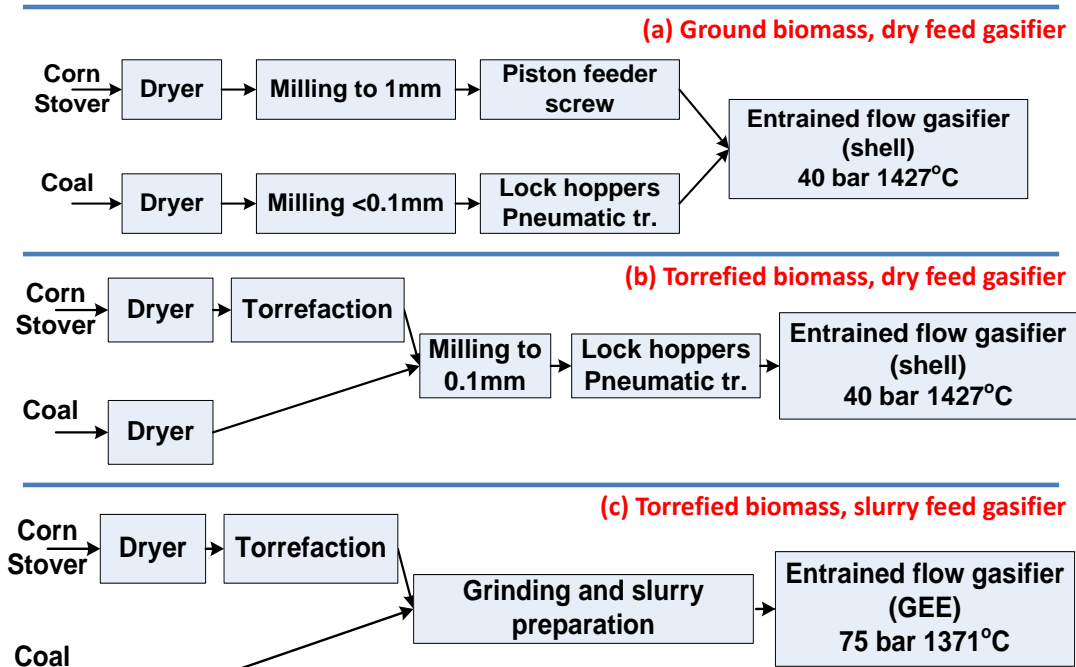 (a) Ground biomass, dry feed gasifier
Corn
Stover
Dryer
Milling to 1mm
Piston feeder
screw
Entrained flow gasifier
(shell)
40 bar 1427°C
Coal
Dryer
Milling <0.1mm
Lock hoppers
Pneumatic tr.
(b) Torrefied biomass, dry feed gasifier
Corn
Stover
Dryer
Torrefaction
Milling to
0.1mm
Lock hoppers
Pneumatic tr.
Entrained flow gasifier
(shell)
40 bar 1427°C
Coal
Dryer
(c) Torrefied biomass, slurry feed gasifier
Corn
Stover
Dryer
Torrefaction
Grinding and slurry
preparation
Entrained flow gasifier
(GEE)
75 bar 1371°C
Coal